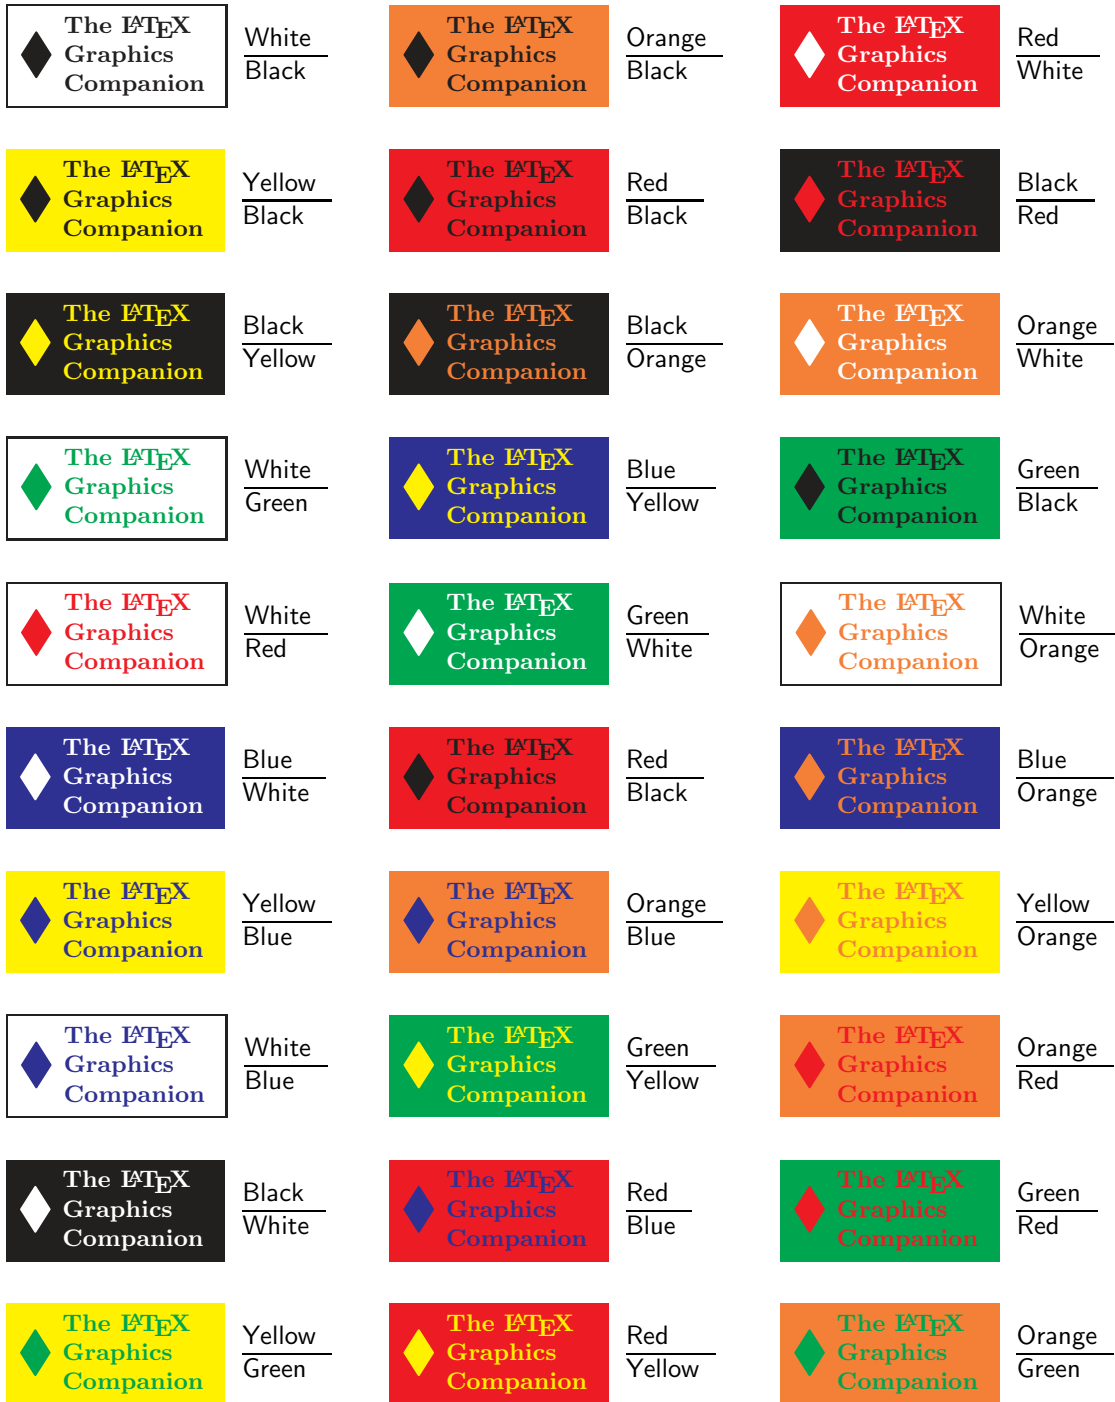 The LATEX
Graphics
Companion
White
Black
The LATEX
Graphics
Companion
Orange
Black
The LATEX
Graphics
Companion
Red
White
The LATEX
Graphics
Companion
Yellow
Black
The LATEX
Graphics
Companion
Red
Black
The LATEX
Graphics
Companion
Black
Red
The LATEX
Graphics
Companion
Black
Yellow
The LATEX
Graphics
Companion
Black
Orange
The LATEX
Graphics
Companion
Orange
White
The LATEX
Graphics
Companion
White
Green
The LATEX
Graphics
Companion
Blue
Yellow
The LATEX
Graphics
Companion
Green
Black
The LATEX
Graphics
Companion
White
Red
The LATEX
Graphics
Companion
Green
White
The LATEX
Graphics
Companion
White
Orange
The LATEX
Graphics
Companion
Blue
White
The LATEX
Graphics
Companion
Red
Black
The LATEX
Graphics
Companion
Blue
Orange
The LATEX
Graphics
Companion
Yellow
Blue
The LATEX
Graphics
Companion
Orange
Blue
The LATEX
Graphics
Companion
Yellow
Orange
The LATEX
Graphics
Companion
White
Blue
The LATEX
Graphics
Companion
Green
Yellow
The LATEX
Graphics
Companion
Orange
Red
The LATEX
Graphics
Companion
Black
White
The LATEX
Graphics
Companion
Red
Blue
The LATEX
Graphics
Companion
Green
Red
The LATEX
Graphics
Companion
Yellow
Green
The LATEX
Graphics
Companion
Red
Yellow
The LATEX
Graphics
Companion
Orange
Green